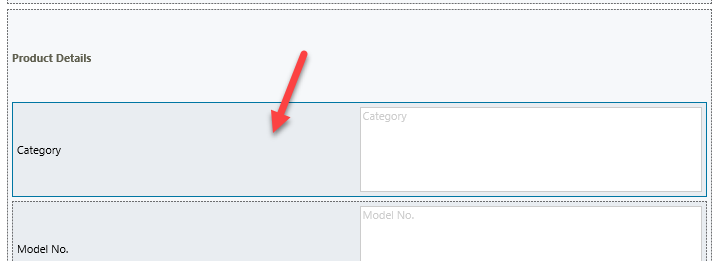 Product Details
Category
Category
Model No.
Model No.